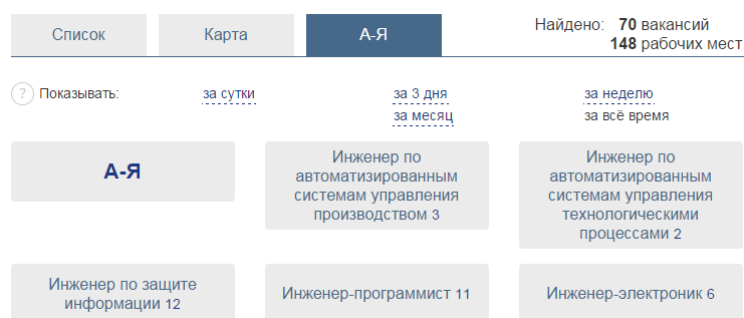 Список
Карта
А-Я
Найдено: 70 вакансий
148 рабочих мест
? Показывать:
за сутки
за 3 дня
за неделю
за месяц
за всё время
А-Я
Инженер по
автоматизированным
системам управления
производством 3
Инженер по
автоматизированным
системам управления
технологическими
процессами 2
Инженер по защите
информации 12
Инженер-программист 11
Инженер-электроник 6